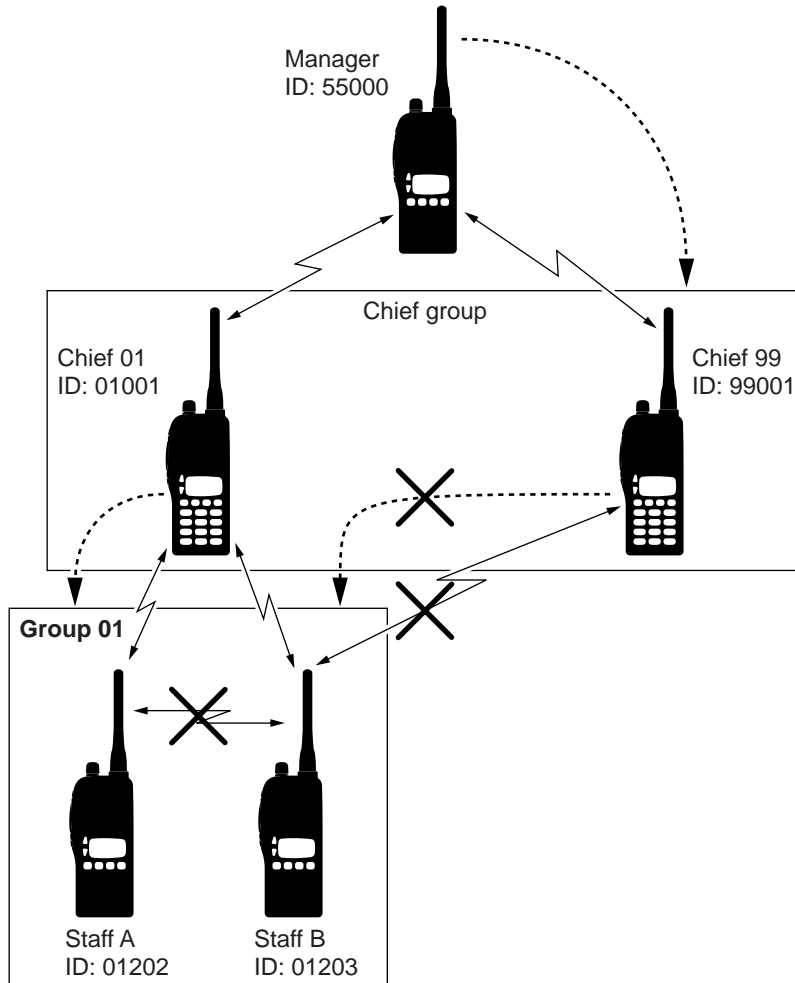 Manager
ID: 55000
Chief group
Chief 01
ID: 01001
Chief 99
ID: 99001
Group 01
Staff A
ID: 01202
Staff B
ID: 01203